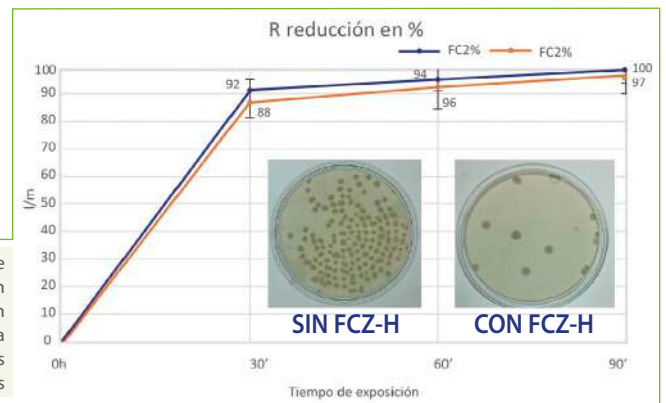 R reducción en %
FC2% FC2%
100
90
80
70
60
50
40
30
20
10
0
I/m
92
88
94
96
100
97
SIN FCZ-H CON FCZ-H
0h 30' 60' 90'
Tiempo de exposición
e
n
n
a
s
s